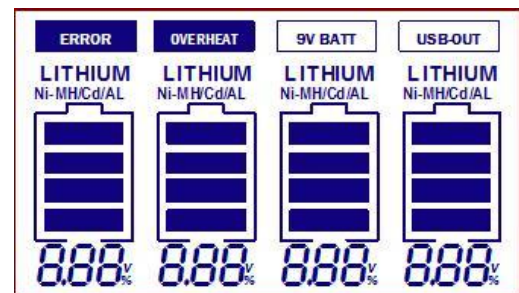 ERROR OVERHEAT 9V BATT USB-OUT
LITHIUM LITHIUM LITHIUM LITHIUM
Ni-MH/Cd/AL Ni-MH/Cd/AL Ni-MH/Cd/AL Ni-MH/Cd/AL
8.88 V % 8.88 V % 8.88 V % 8.88 V %